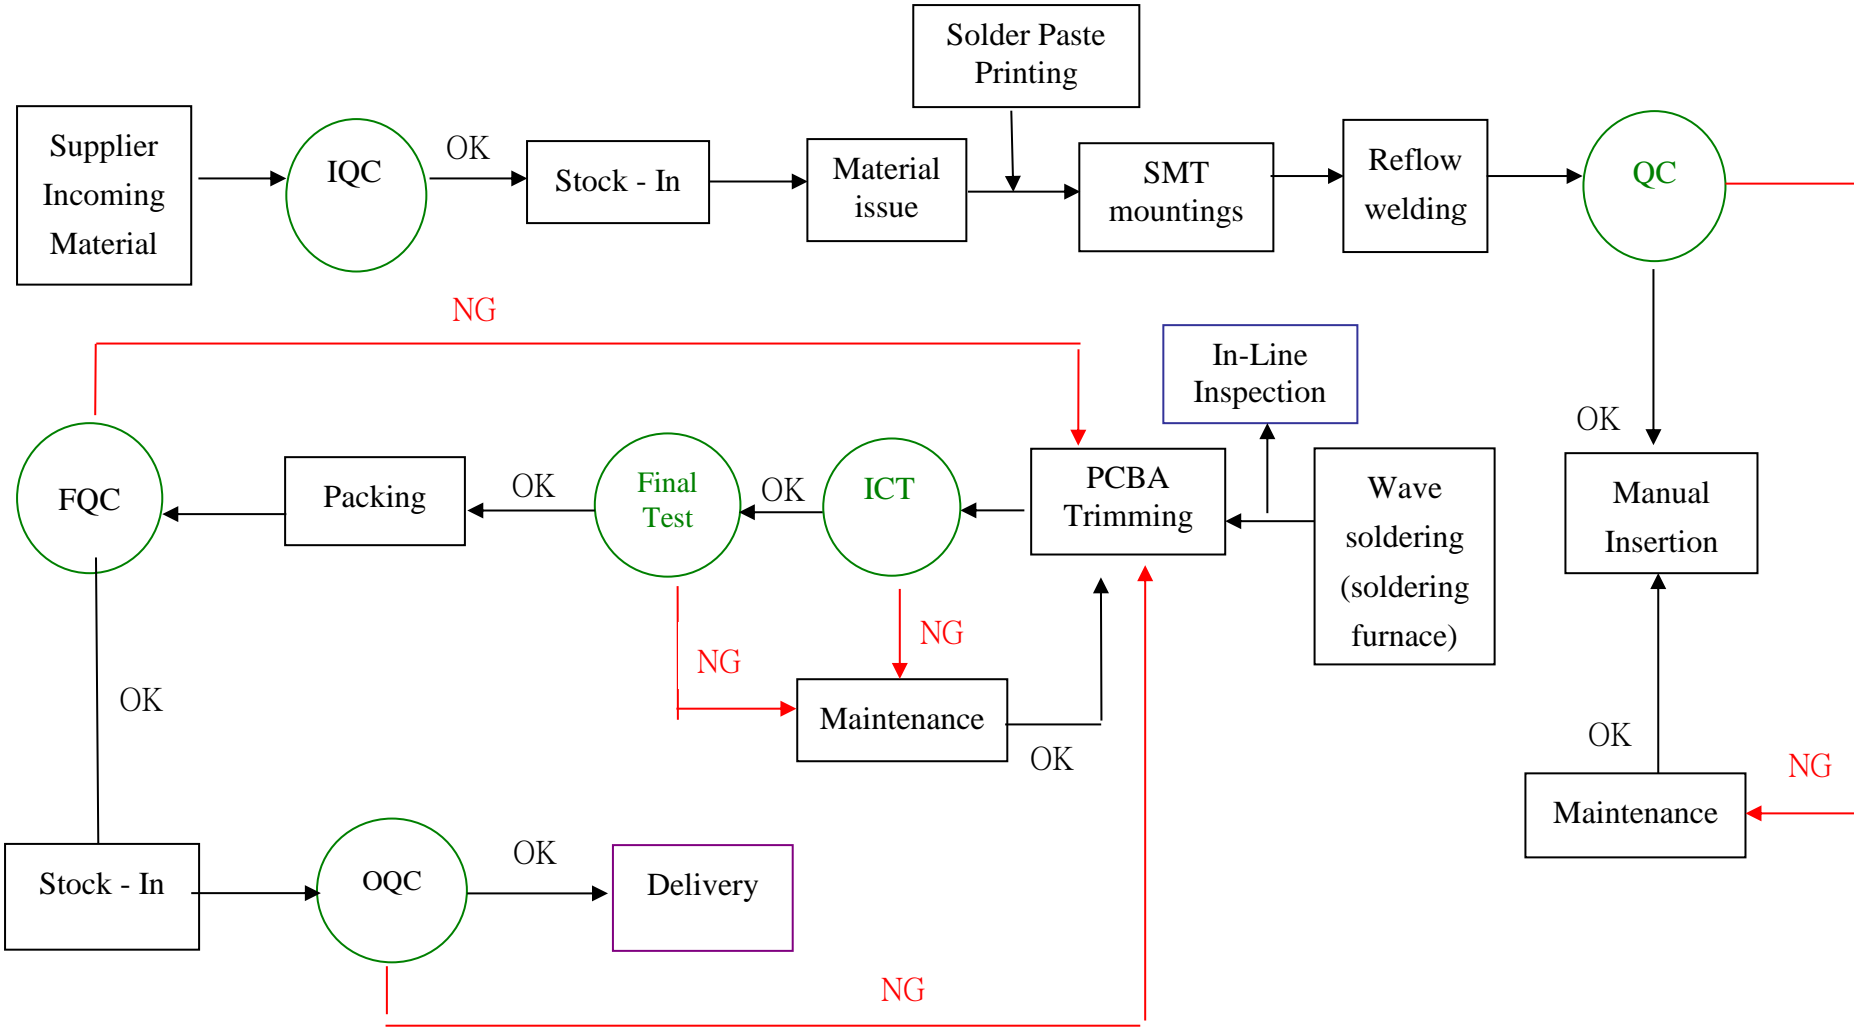 Solder Paste
Printing
Supplier
Incoming
Material
IQC
OK
Stock - In
Material
issue
SMT
mountings
Reflow
welding
QC
NG
In-Line
Inspection
OK
FQC
Packing
OK
Final
Test
OK
ICT
PCBA
Trimming
Wave
soldering
(soldering
furnace)
Manual
Insertion
NG
NG
OK
Maintenance
OK
OK
NG
Maintenance
Stock - In
OQC
OK
Delivery
NG